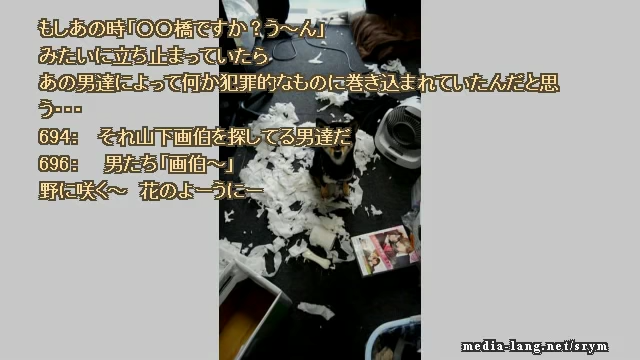 もしあの時「〇〇橋ですか？う～ん」
みたいに立ち止まっていたら
あの男達によって何か犯罪的なものに巻き込まれていたんだと思
う・・・
694:　それ山下画伯を探してる男達だ
696:　男たち「画伯～」
野に咲く～　花のよーうにー
media-lang.net/srym